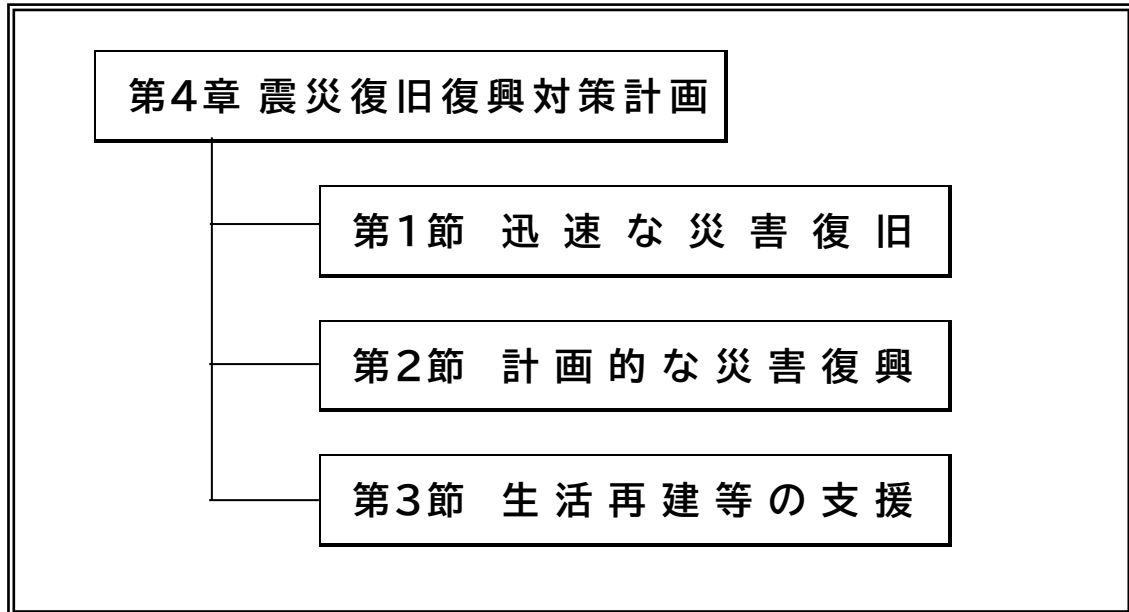 第4章 震災復旧復興対策計画
第1節 迅速な災害復旧
第2節 計画的な災害復興
第3節 生活再建等の支援